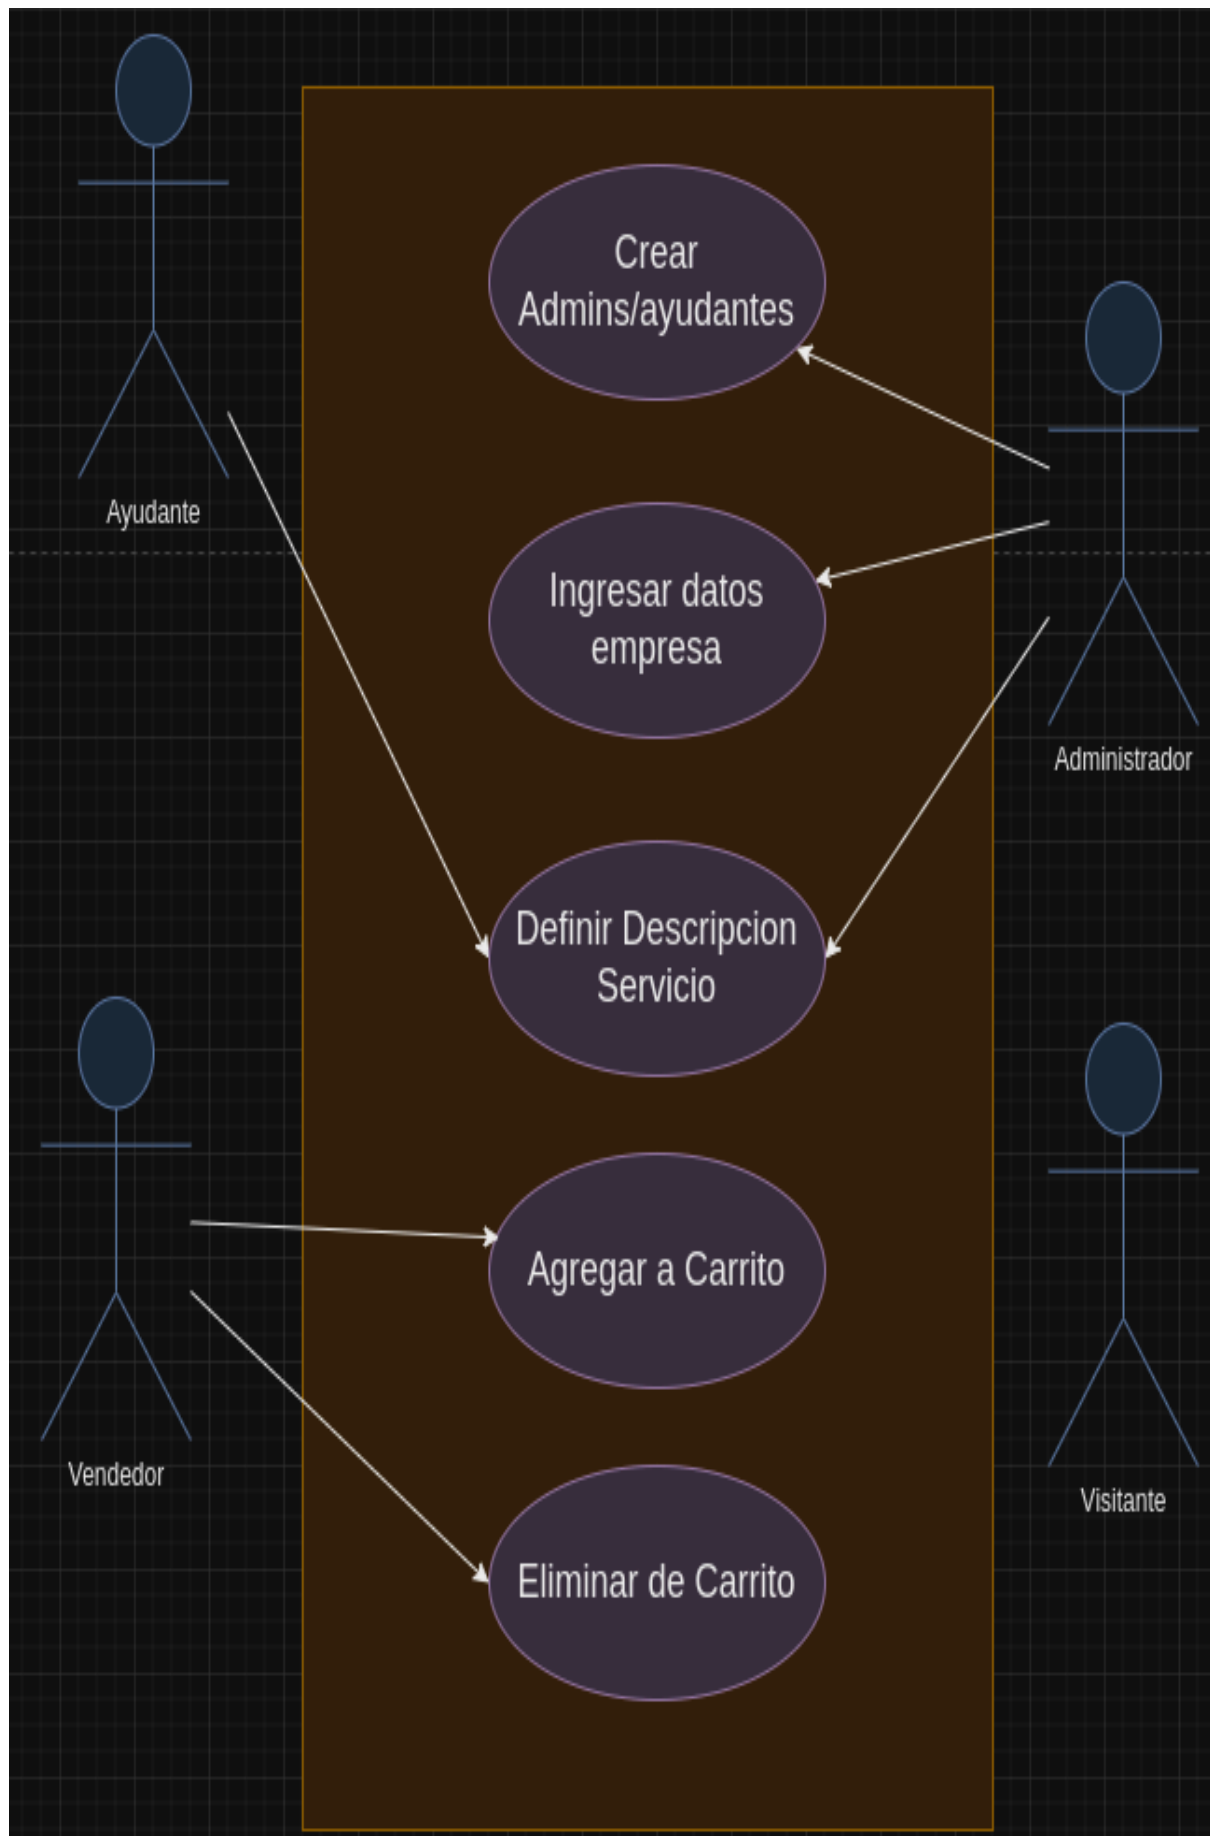 Crear
Admins/ayudantes
Ayudante
Ingresar datos
empresa
Administrador
Definir Descripcion
Servicio
Agregar a Carrito
Vendedor
Visitante
Eliminar de Carrito